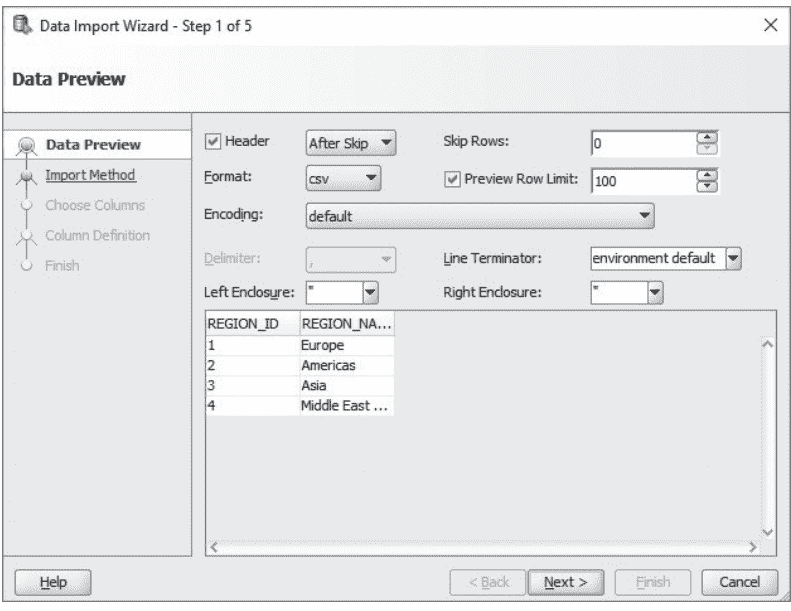 Data Import Wizard - Step 1 of 5
Data Preview
Data Preview
Import Method
Choose Columns
Column Definition
Finish
Header After Skip Skip Rows: 0
Format: csv Preview Row Limit: 100
Encoding: default
Delimiter: , Line Terminator: environment default
Left Enclosure: " Right Enclosure: "
REGION_ID REGION_NA...
1 Europe
2 Americas
3 Asia
4 Middle East ...
Help < Back Next > Finish Cancel